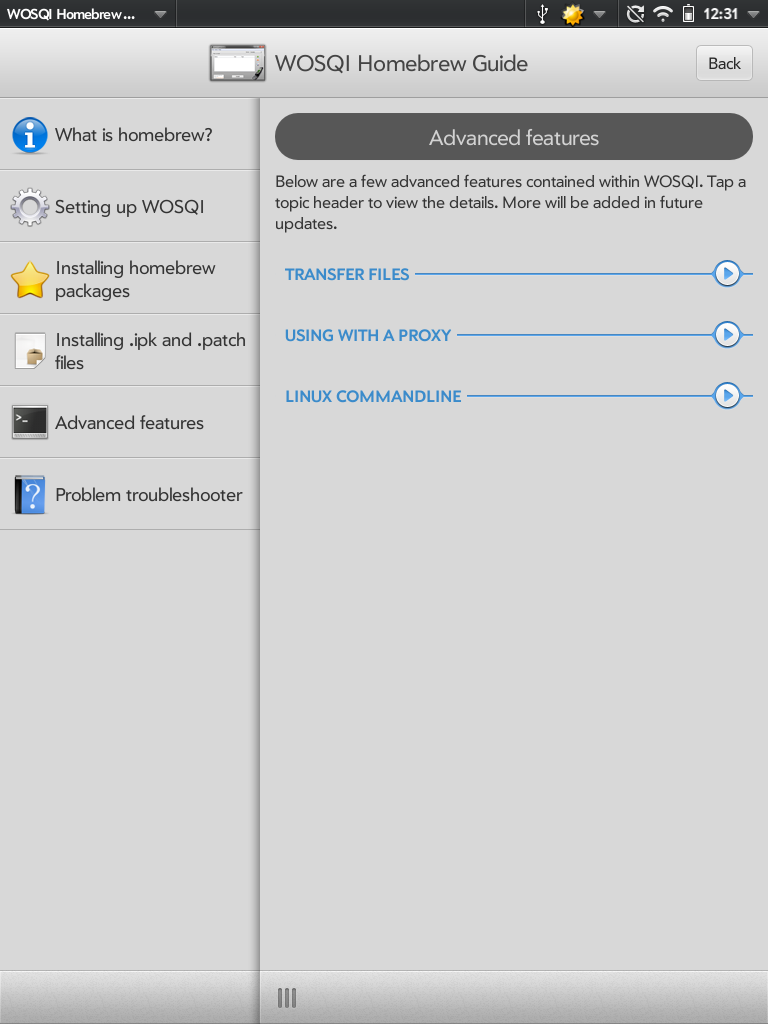 WOSQI Homebrew ...
12:31
WOSQI Homebrew Guide
Back
What is homebrew?
Setting up WOSQI
Installing homebrew
packages
Installing .ipk and .patch
files
Advanced features
Problem troubleshooter
Advanced features
Below are a few advanced features contained within WOSQI. Tap a
topic header to view the details. More will be added in future
updates.
TRANSFER FILES
USING WITH A PROXY
LINUX COMMANDLINE